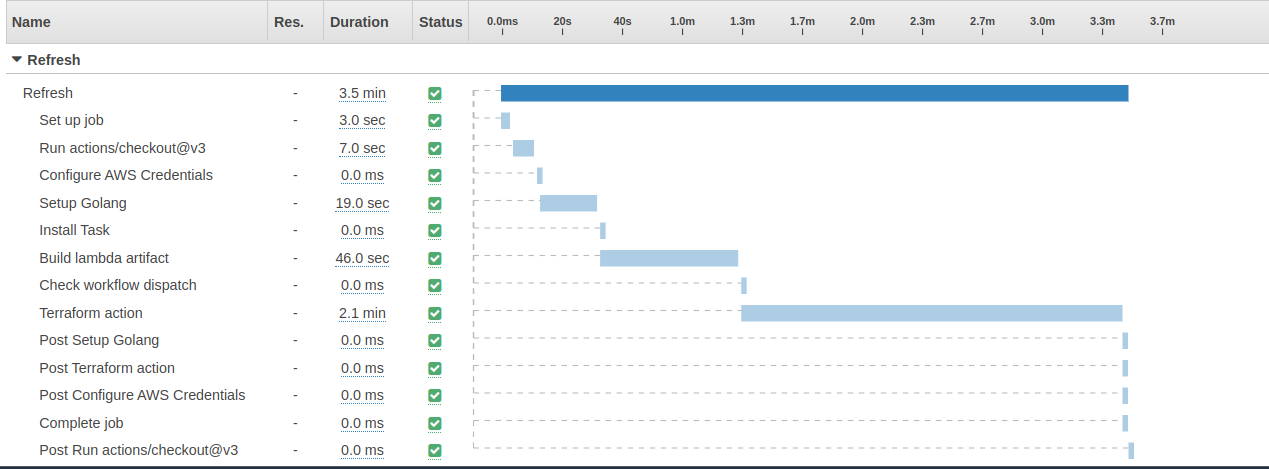 Name Res. Duration Status 0.0ms 20s 40s 1.0m 1.3m 1.7m 2.0m 2.3m 2.7m 3.0m 3.3m 3.7m
Refresh
Refresh - 3.5 min
Set up job - 3.0 sec
Run actions/checkout@v3 - 7.0 sec
Configure AWS Credentials - 0.0 ms
Setup Golang - 19.0 sec
Install Task - 0.0 ms
Build lambda artifact - 46.0 sec
Check workflow dispatch - 0.0 ms
Terraform action - 2.1 min
Post Setup Golang - 0.0 ms
Post Terraform action - 0.0 ms
Post Configure AWS Credentials - 0.0 ms
Complete job - 0.0 ms
Post Run actions/checkout@v3 - 0.0 ms